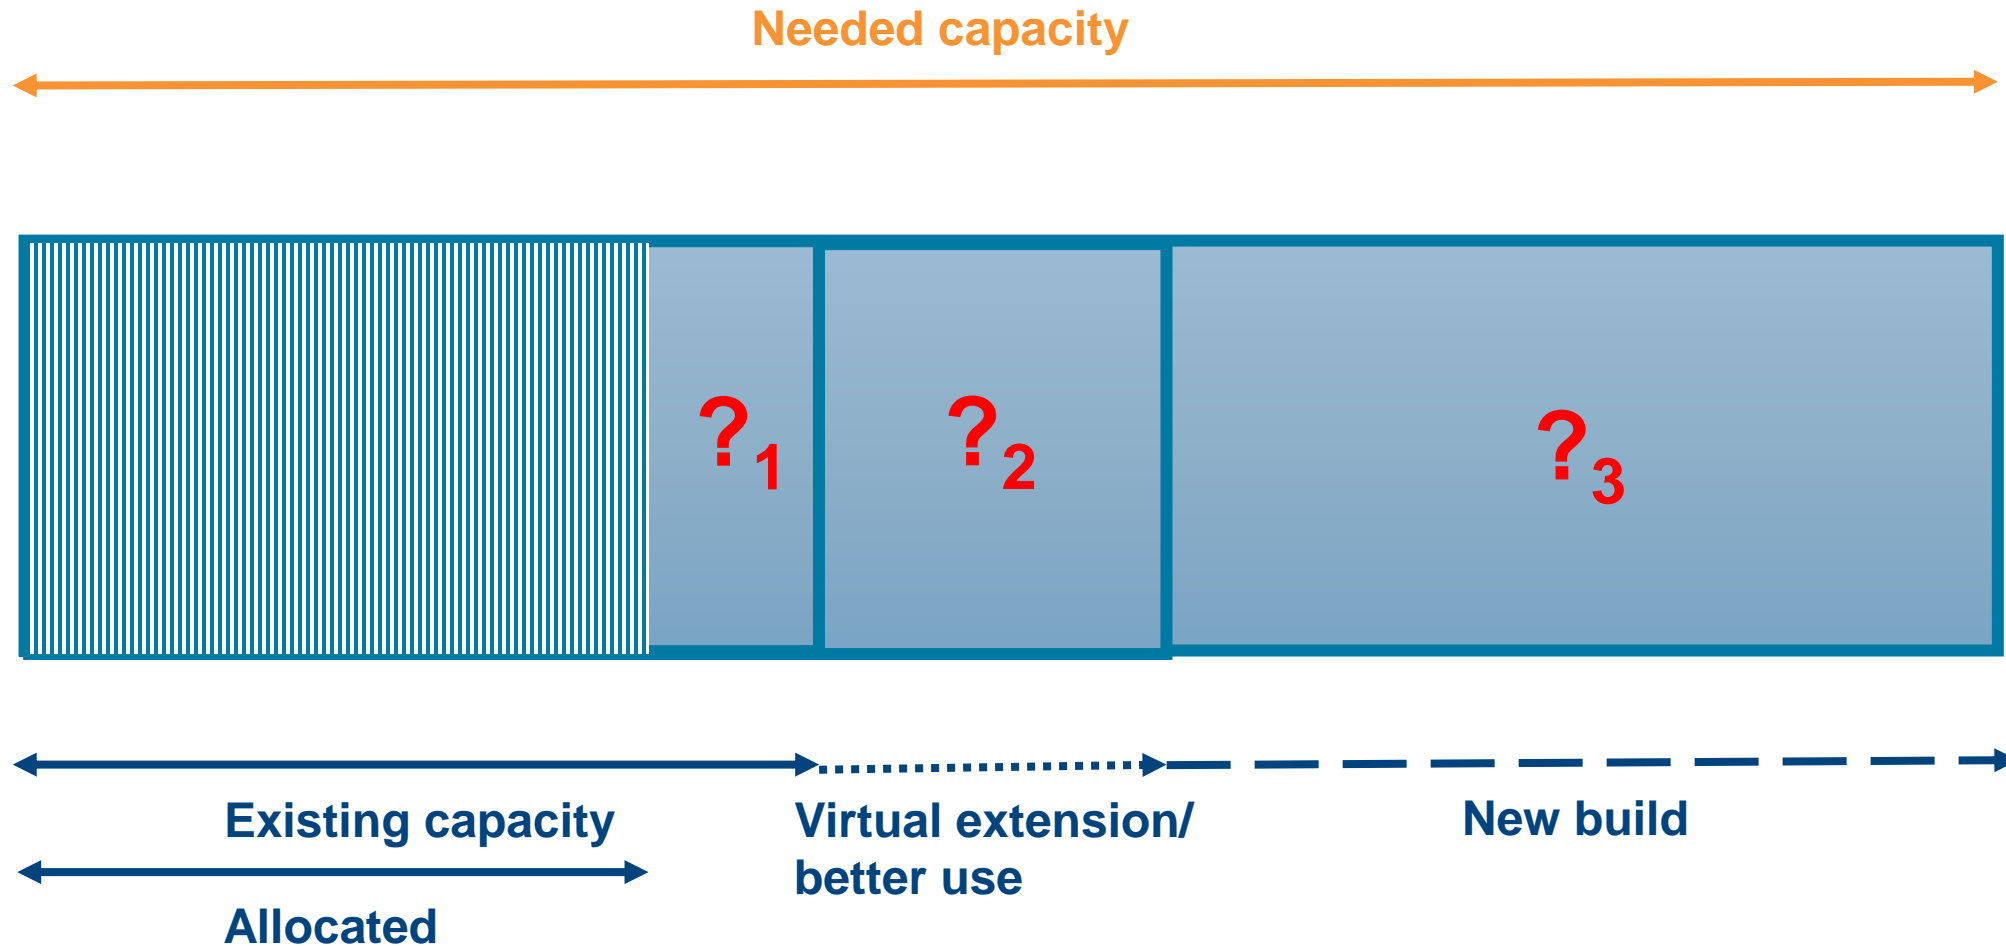 Needed capacity
?1
?2
?3
Existing capacity
Virtual extension/
better use
New build
Allocated